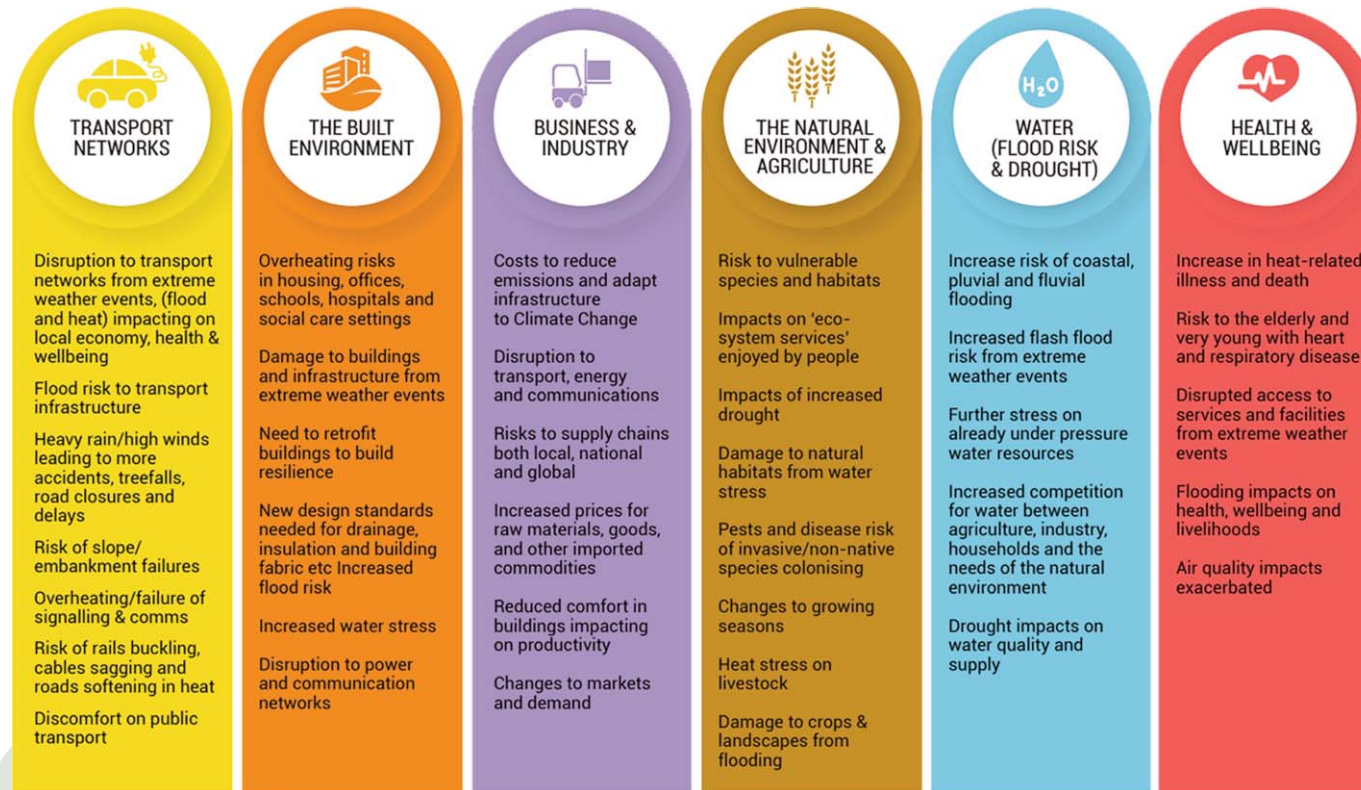 TRANSPORT
NETWORKS
Disruption to transport
networks from extreme
weather events, (flood
and heat) impacting on
local economy, health &
wellbeing
Flood risk to transport
infrastructure
Heavy rain/high winds
leading to more
accidents, treefalls,
road closures and
delays
Risk of slope/
embankment failures
Overheating/failure of
signalling & comms
Risk of rails buckling,
cables sagging and
roads softening in heat
Discomfort on public
transport
THE BUILT
ENVIRONMENT
Overheating risks
in housing, offices,
schools, hospitals and
social care settings
Damage to buildings
and infrastructure from
extreme weather events
Need to retrofit
buildings to build
resilience
New design standards
needed for drainage,
insulation and building
fabric etc Increased
flood risk
Increased water stress
Disruption to power
and communication
networks
BUSINESS &
INDUSTRY
Costs to reduce
emissions and adapt
infrastructure
to Climate Change
Disruption to
transport, energy
and communications
Risks to supply chains
both local, national
and global
Increased prices for
raw materials, goods,
and other imported
commodities
Reduced comfort in
buildings impacting
on productivity
Changes to markets
and demand
THE NATURAL
ENVIRONMENT &
AGRICULTURE
Risk to vulnerable
species and habitats
Impacts on ‘eco-
system services’
enjoyed by people
Impacts of increased
drought
Damage to natural
habitats from water
stress
Pests and disease risk
of invasive/non-native
species colonising
Changes to growing
seasons
Heat stress on
livestock
Damage to crops &
landscapes from
flooding
H₂O
WATER
(FLOOD RISK
& DROUGHT)
Increase risk of coastal,
pluvial and fluvial
flooding
Increased flash flood
risk from extreme
weather events
Further stress on
already under pressure
water resources
Increased competition
for water between
agriculture, industry,
households and the
needs of the natural
environment
Drought impacts on
water quality and
supply
HEALTH &
WELLBEING
Increase in heat-related
illness and death
Risk to the elderly and
very young with heart
and respiratory disease
Disrupted access to
services and facilities
from extreme weather
events
Flooding impacts on
health, wellbeing and
livelihoods
Air quality impacts
exacerbated